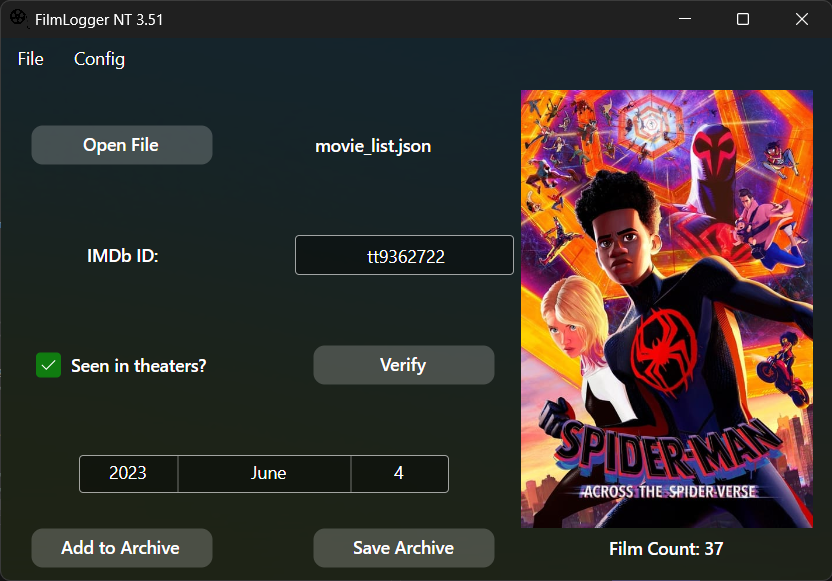 FilmLogger NT 3.51
File Config
Open File
movie_list.json
IMDb ID:
tt9362722
Seen in theaters?
Verify
2023 June 4
Add to Archive
Save Archive
SPIDER-MAN
ACROSS THE SPIDER-VERSE
Film Count: 37